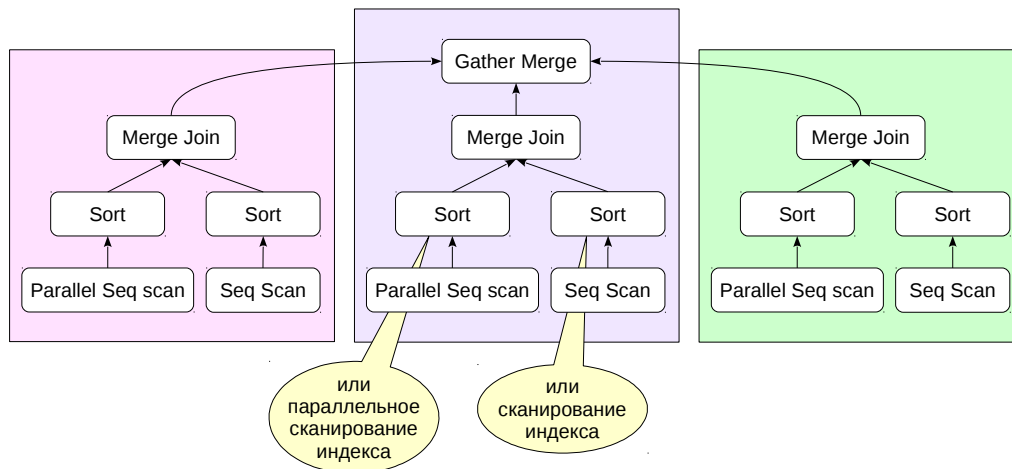 Gather Merge
Merge Join
Merge Join
Merge Join
Sort
Sort
Sort
Sort
Sort
Sort
Parallel Seq scan
Seq Scan
Parallel Seq scan
Seq Scan
Parallel Seq scan
Seq Scan
или
параллельное
сканирование
индекса
или
сканирование
индекса